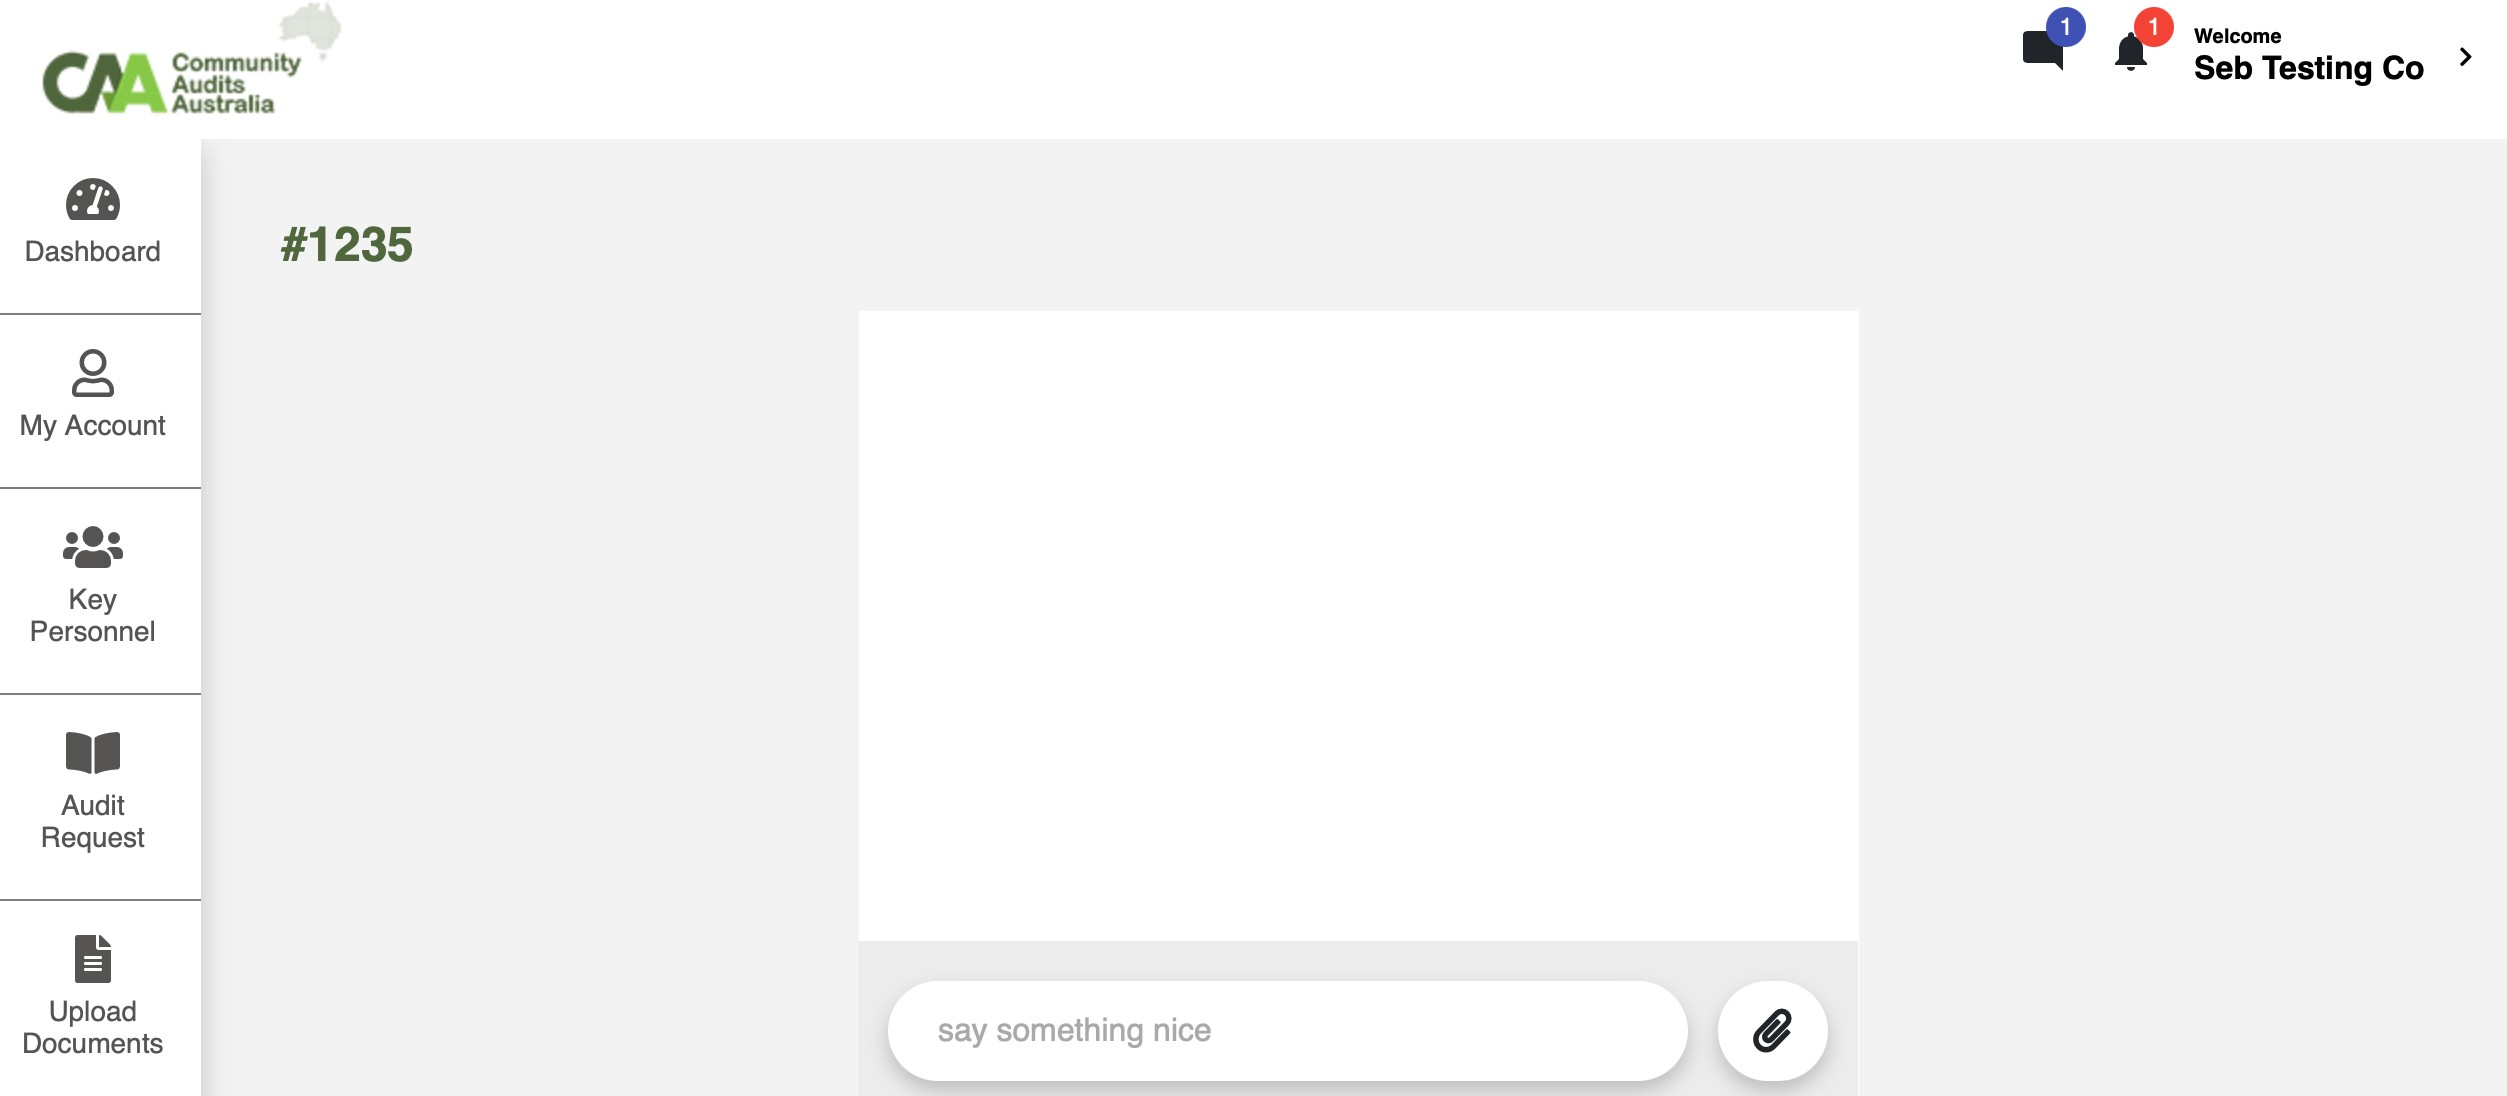 Community
Audits
Australia
CAA
1
1
Welcome
Seb Testing Co
Dashboard
My Account
Key
Personnel
Audit
Request
Upload
Documents
#1235
say something nice